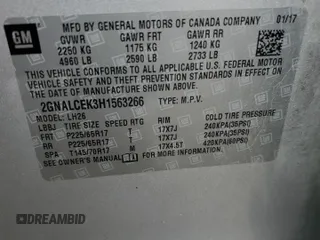 GM
MFD BY GENERAL MOTORS OF CANADA COMPANY 01/17
GVWR GAWR FRT GAWR RR
2250 KG 1175 KG 1240 KG
4960 LB 2590 LB 2733 LB
THIS VEHICLE CONFORMS TO ALL APPLICABLE U.S. FEDERAL MOTOR
VEHICLE SAFETY AND THEFT PREVENTION STANDARDS IN EFFECT
ON THE DATE OF MANUFACTURE SHOWN ABOVE.
2GNALCEK3H1563266 TYPE: M.P.V.
MODEL: LH26
LBBJ TIRE SIZE SPEED RTG RIM COLD TIRE PRESSURE
FRT P225/65R17 T 17X7J 240KPA(35PSI)
RR P225/65R17 T 17X7J 240KPA(35PSI)
SPA T145/70R17 M 17X4.5T 420KPA(60PSI)
SEE OWNER'S MANUAL
DREAMBID